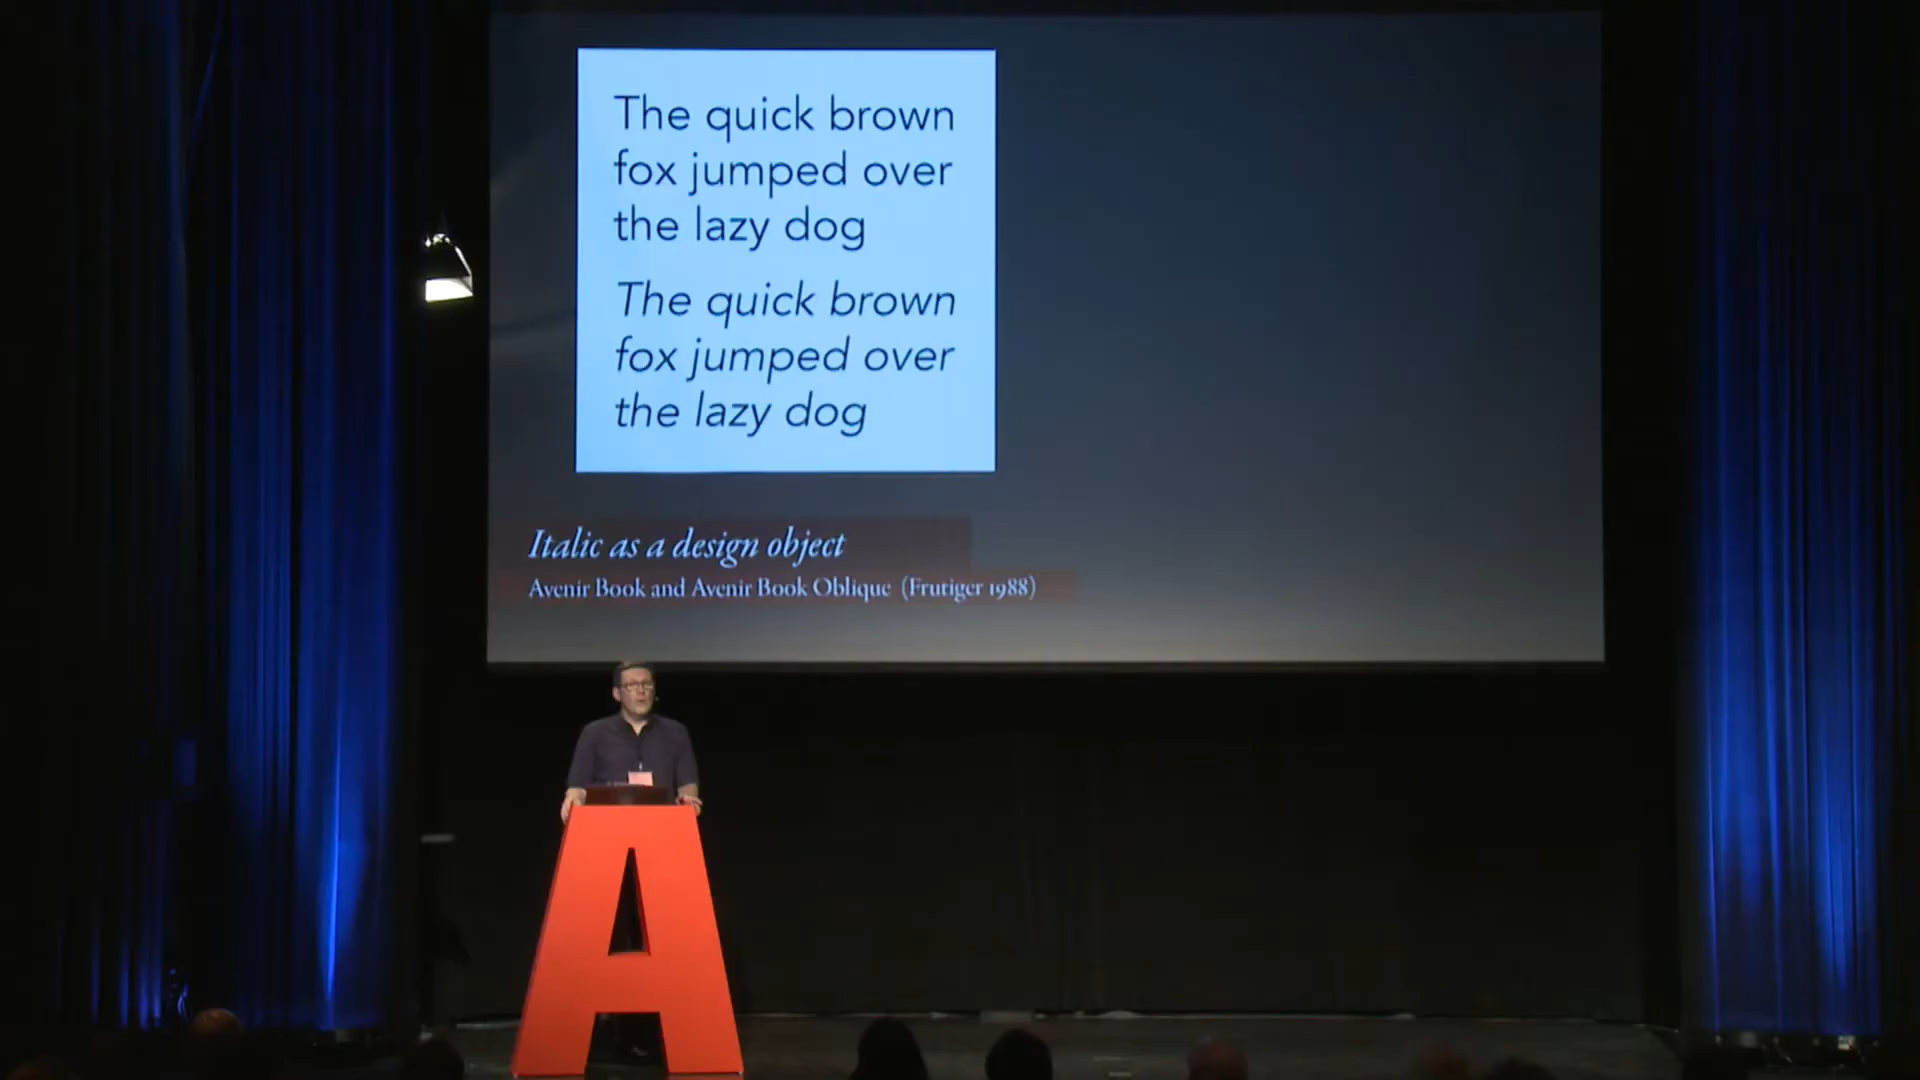 The quick brown
fox jumped over
the lazy dog
The quick brown
fox jumped over
the lazy dog
Italic as a design object
Avenir Book and Avenir Book Oblique (Frutiger 1988)
A